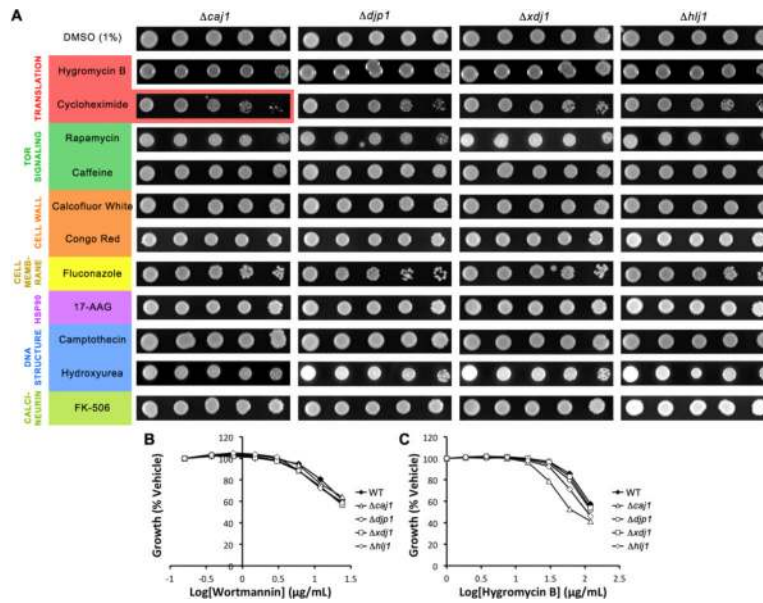 Δcaj1 Δdjp1 Δxdj1 Δhlj1
A
DMSO (1%)
TRANSLATION
Hygromycin B
Cycloheximide
TOR SIGNALING
Rapamycin
Caffeine
CELL WALL
Calcofluor White
Congo Red
CELL MEMB-RANE
Fluconazole
HSP90
17-AAG
DNA STRUCTURE
Camptothecin
Hydroxyurea
CALCI-NEURIN
FK-506
B
Growth (% Vehicle)
120
100
80
60
40
20
0
-1 -0.5 0 0.5 1 1.5
Log[Wortmannin] (µg/mL)
WT
Δcaj1
Δdjp1
Δxdj1
Δhlj1
C
Growth (% Vehicle)
120
100
80
60
40
20
0
0 0.5 1 1.5 2 2.5
Log[Hygromycin B] (µg/mL)
WT
Δcaj1
Δdjp1
Δxdj1
Δhlj1